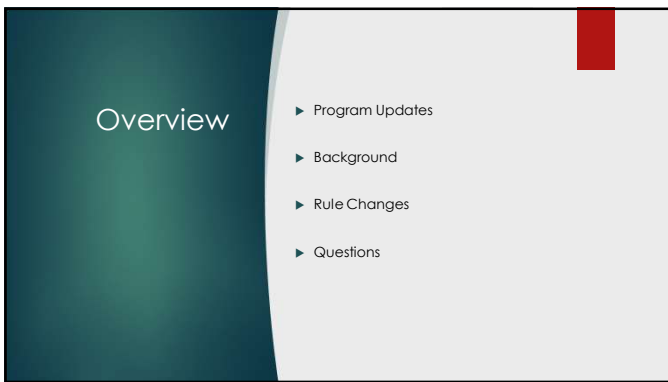 Overview
Program Updates
Background
Rule Changes
Questions